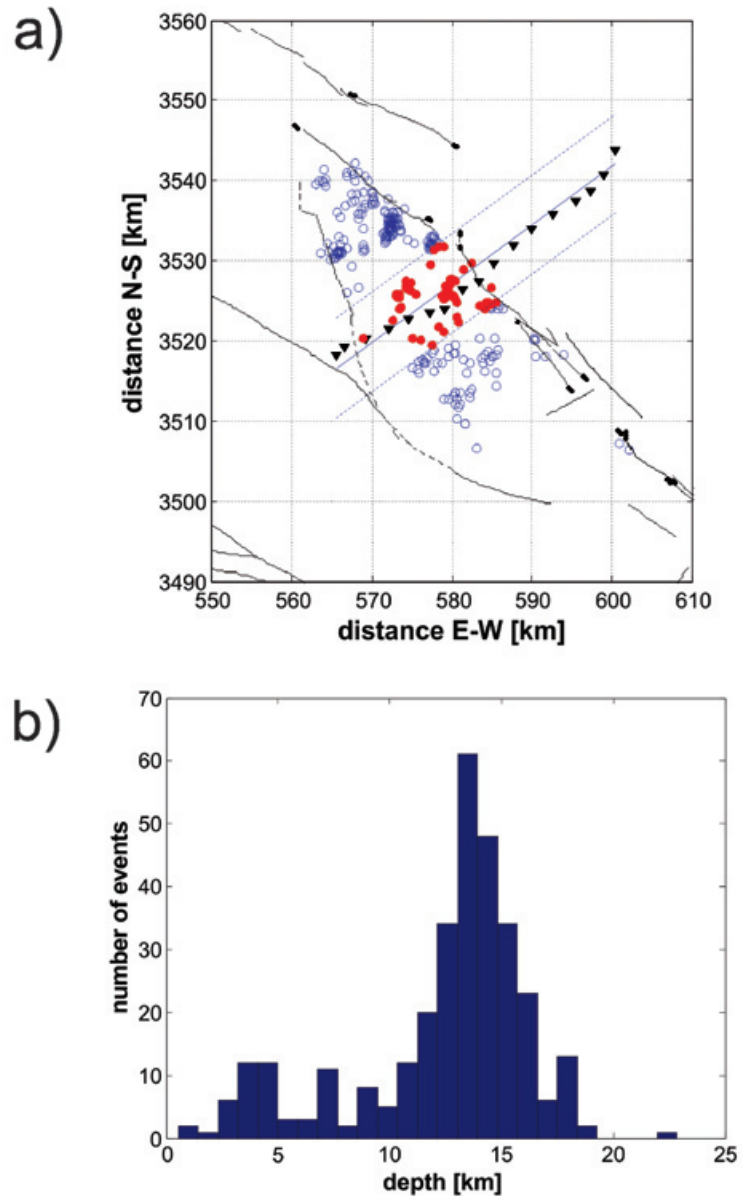 a)
3560
3550
3540
3530
3520
3510
3500
3490
distance N-S [km]
550 560 570 580 590 600 610
distance E-W [km]
b)
70
60
50
40
30
20
10
0
number of events
0 5 10 15 20 25
depth [km]